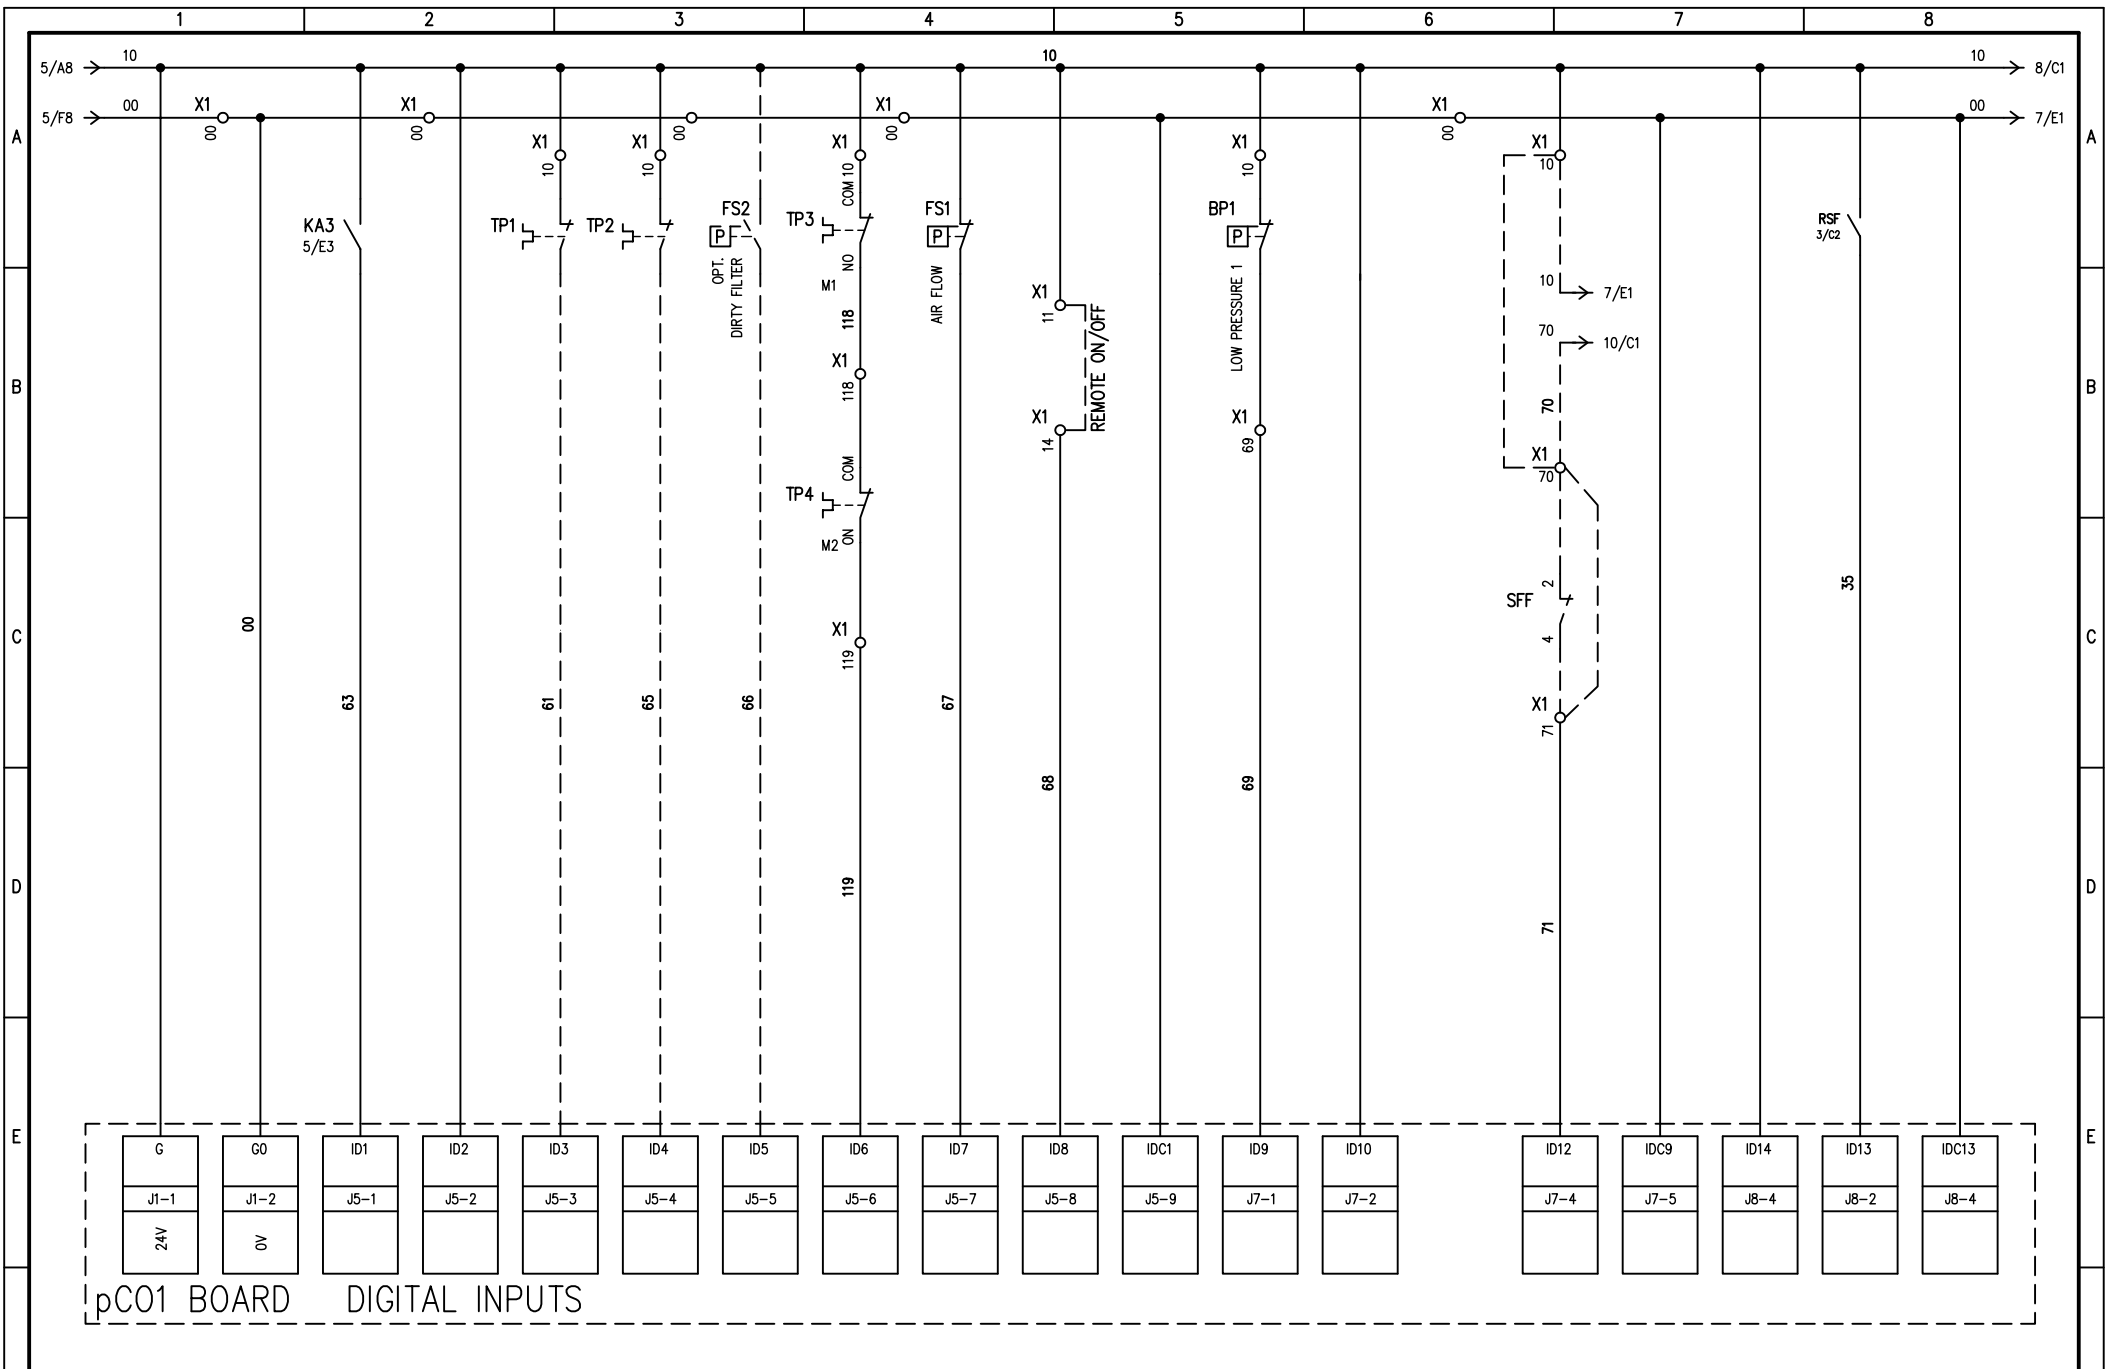 1 2 3 4 5 6 7 8
5/A8 10 10 10 8/C1
5/F8 00 X1 X1 X1 X1 00 7/E1
00 00 00 00 00
A A
X1 X1 X1 X1 X1
10 10 10 10 10
COM
KA3
5/E3
TP1 TP2 FS2 TP3 FS1 BP1 RSF
3/C2
P P P
OPT.
DIRTY FILTER
NO
M1
AIR FLOW
LOW PRESSURE 1
118
10 7/E1
X1
11
REMOTE ON/OFF
70 10/C1
X1
118
B B
70
X1
14
X1
69
X1
70
COM
TP4
M2 ON
2
SFF
4
35
00
C C
X1
119
63 61 65 66 67
X1
71
68 69
D D
119
71
E E
G G0 ID1 ID2 ID3 ID4 ID5 ID6 ID7 ID8 IDC1 ID9 ID10 ID12 IDC9 ID14 ID13 IDC13
J1-1 J1-2 J5-1 J5-2 J5-3 J5-4 J5-5 J5-6 J5-7 J5-8 J5-9 J7-1 J7-2 J7-4 J7-5 J8-4 J8-2 J8-4
24V 0V
pCO1 BOARD DIGITAL INPUTS